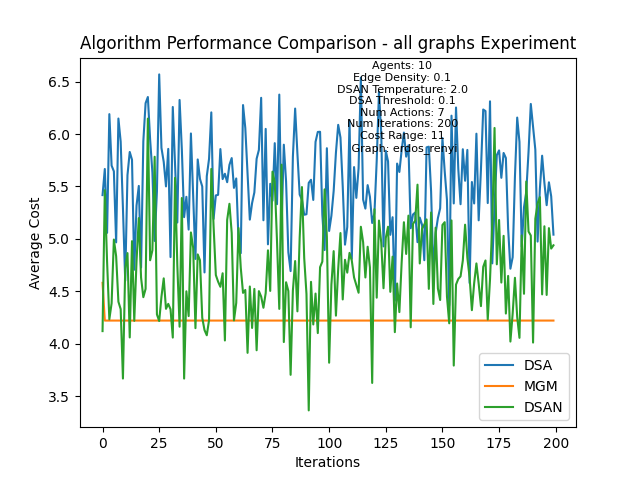 Algorithm Performance Comparison - all graphs Experiment
Agents: 10
Edge Density: 0.1
DSAN Temperature: 2.0
DSA Threshold: 0.1
Num Actions: 7
Num Iterations: 200
Cost Range: 11
Graph: erdos_renyi
Average Cost
6.5
6.0
5.5
5.0
4.5
4.0
3.5
DSA
MGM
DSAN
0 25 50 75 100 125 150 175 200
Iterations